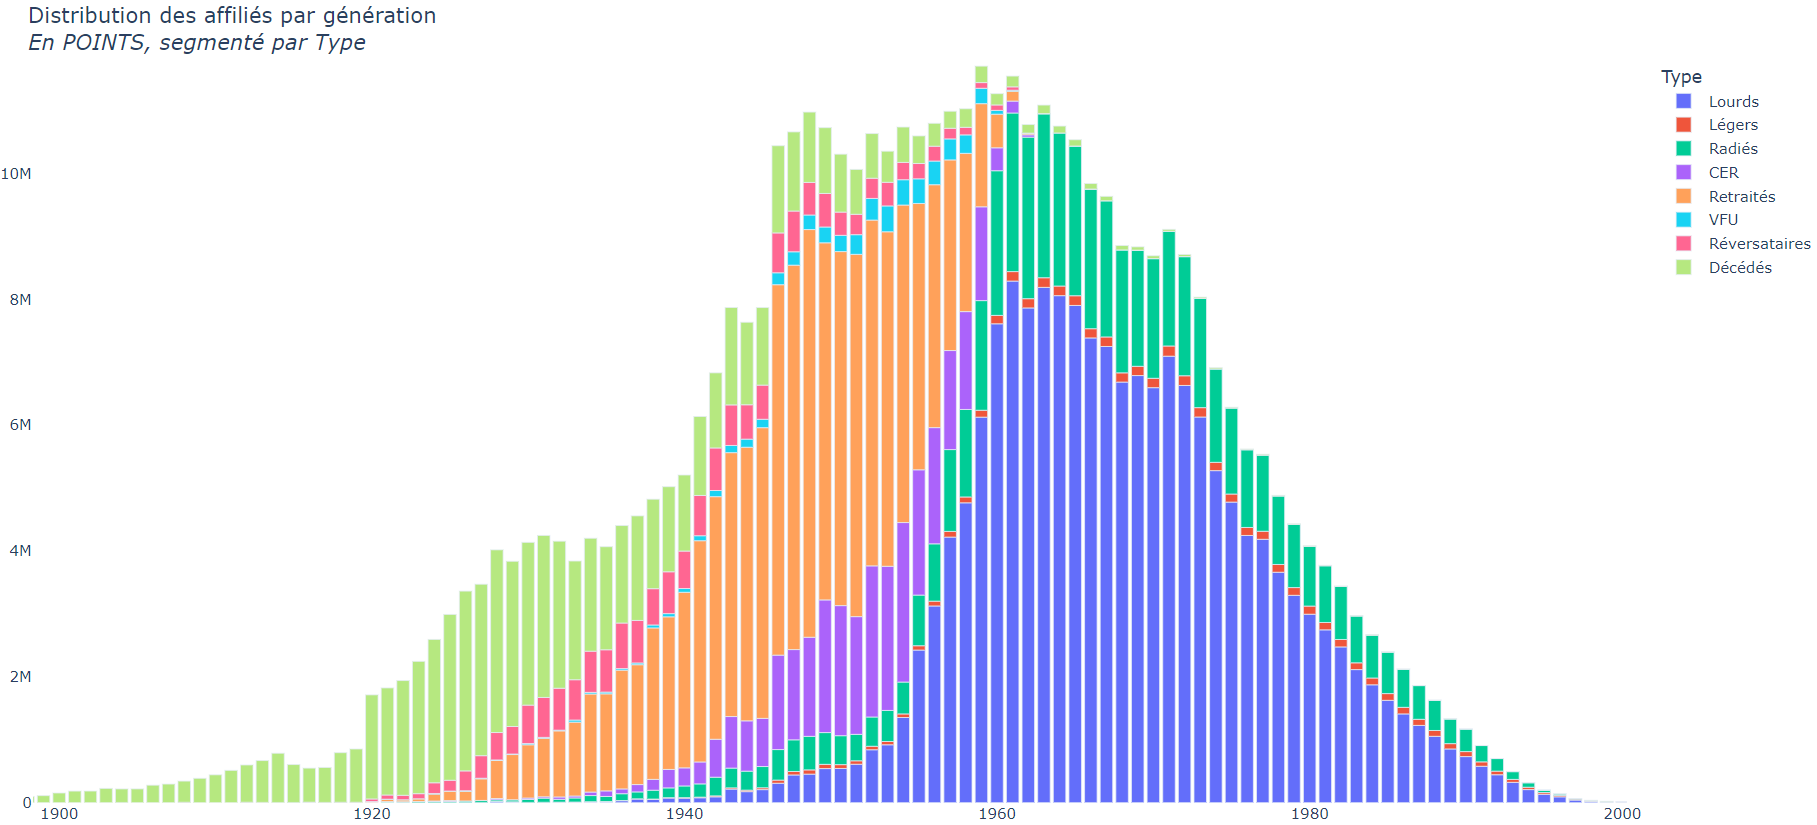 Distribution des affiliés par génération
En POINTS, segmenté par Type
Type
Lourds
Légers
Radiés
CER
Retraités
VFU
Réversataires
Décédés
10M
8M
6M
4M
2M
0
1900
1920
1940
1960
1980
2000